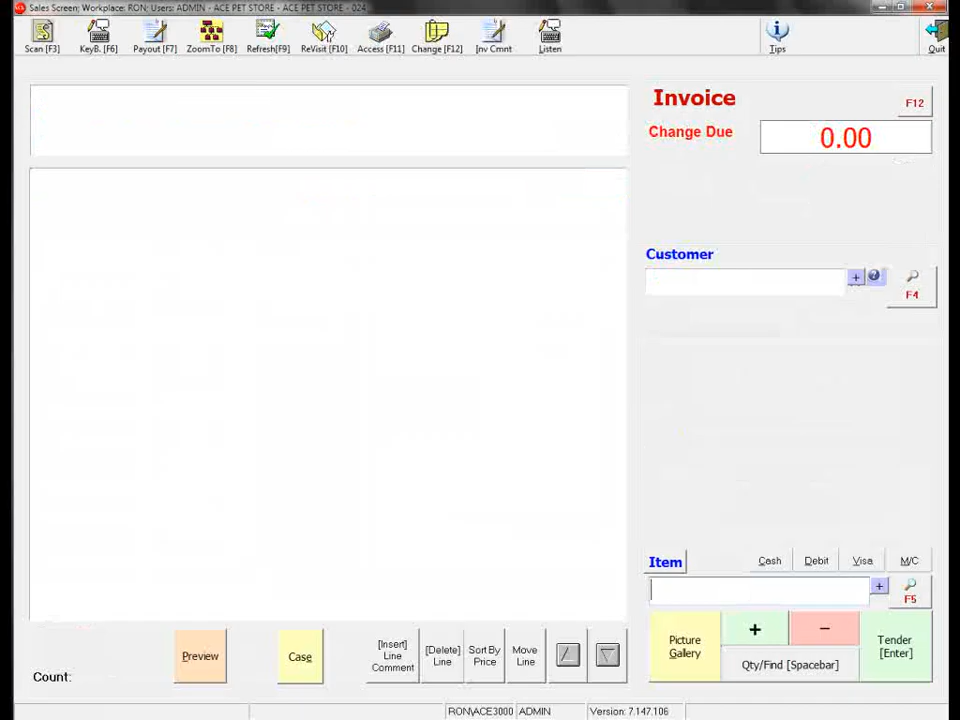 Sales Screen; Workplace: RON; Users: ADMIN - ACE PET STORE - ACE PET STORE - 024
Scan [F3] KeyB. [F6] Payout [F7] ZoomTo [F8] Refresh[F9] ReVisit [F10] Access [F11] Change [F12] Inv Cmnt Listen Tips Quit
Invoice F12
Change Due 0.00
Customer
F4
Item Cash Debit Visa M/C
F5
Picture Gallery + − Tender [Enter]
Qty/Find [Spacebar]
Preview Case [Insert] Line Comment [Delete] Line Sort By Price Move Line
Count:
RON\ACE3000 ADMIN Version: 7.147.106